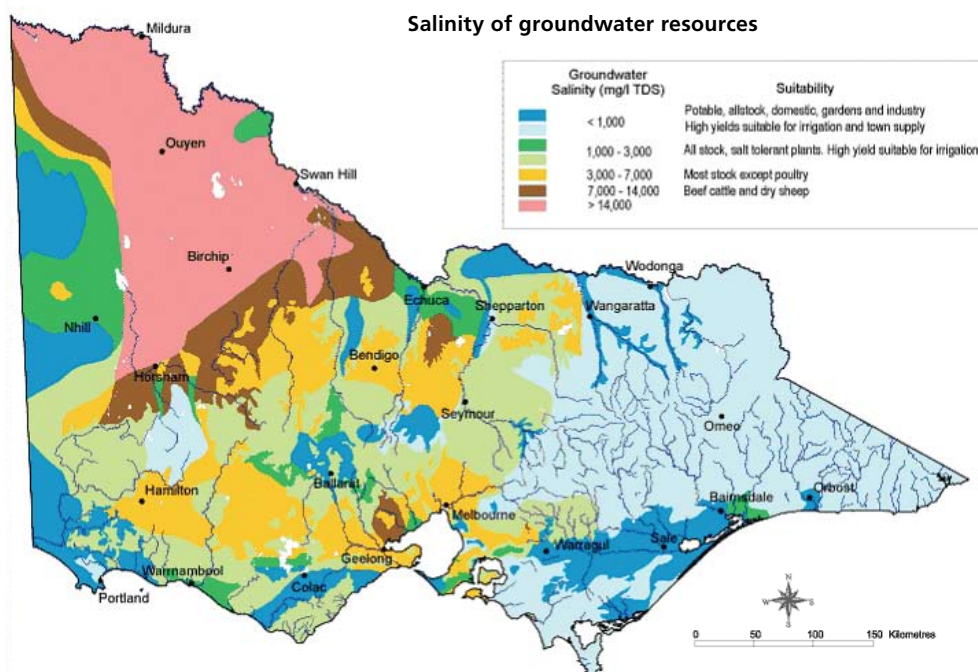 Salinity of groundwater resources
Groundwater
Salinity (mg/l TDS)
Suitability
< 1,000
Potable, allstock, domestic, gardens and industry
High yields suitable for irrigation and town supply
1,000 - 3,000
All stock, salt tolerant plants. High yield suitable for irrigation
3,000 - 7,000
Most stock except poultry
7,000 - 14,000
Beef cattle and dry sheep
> 14,000
Mildura
Ouyen
Swan Hill
Birchip
Wodonga
Echuca
Shepparton
Wangaratta
Nhill
Bendigo
Horsham
Seymour
Omeo
Ballarat
Hamilton
Melbourne
Bairnsdale
Orbost
Geelong
Warragul
Sale
Warrnambool
Colac
Portland
N
W
S
S
0 50 100 150 Kilometres